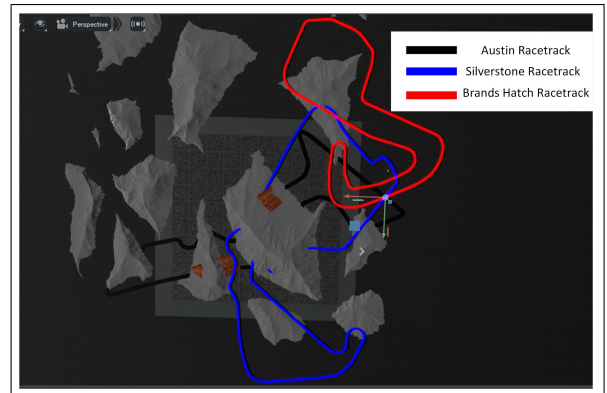 Perspective
Austin Racetrack
Silverstone Racetrack
Brands Hatch Racetrack